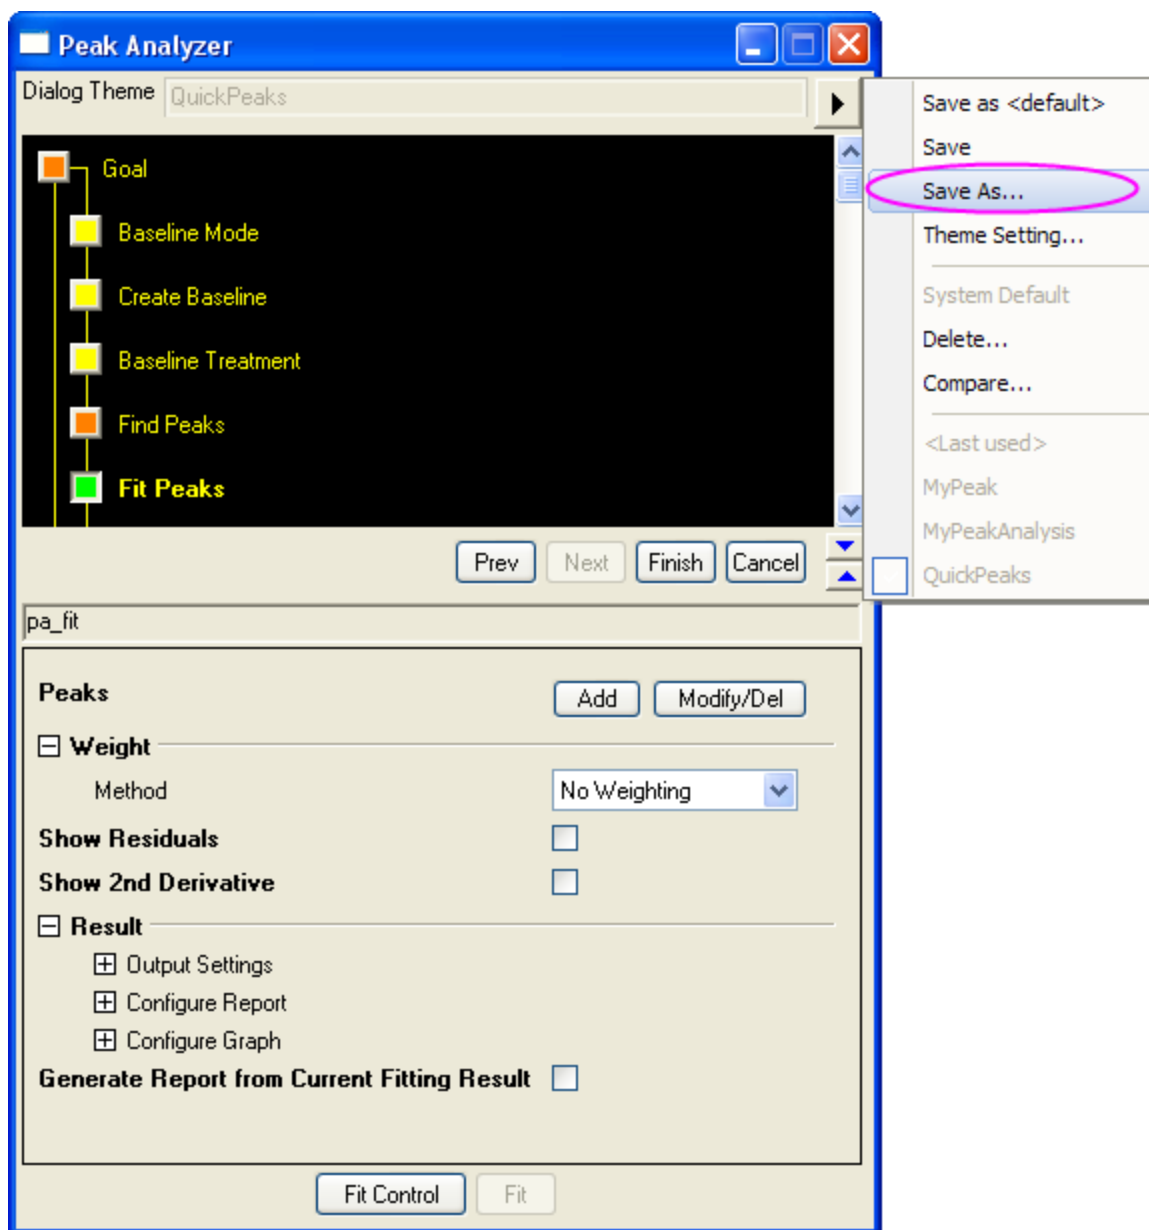 Peak Analyzer
Dialog Theme QuickPeaks
Goal
Baseline Mode
Create Baseline
Baseline Treatment
Find Peaks
Fit Peaks
Prev Next Finish Cancel
Save as <default>
Save
Save As...
Theme Setting...
System Default
Delete...
Compare...
<Last used>
MyPeak
MyPeakAnalysis
QuickPeaks
pa_fit
Peaks Add Modify/Del
Weight
Method No Weighting
Show Residuals
Show 2nd Derivative
Result
Output Settings
Configure Report
Configure Graph
Generate Report from Current Fitting Result
Fit Control Fit